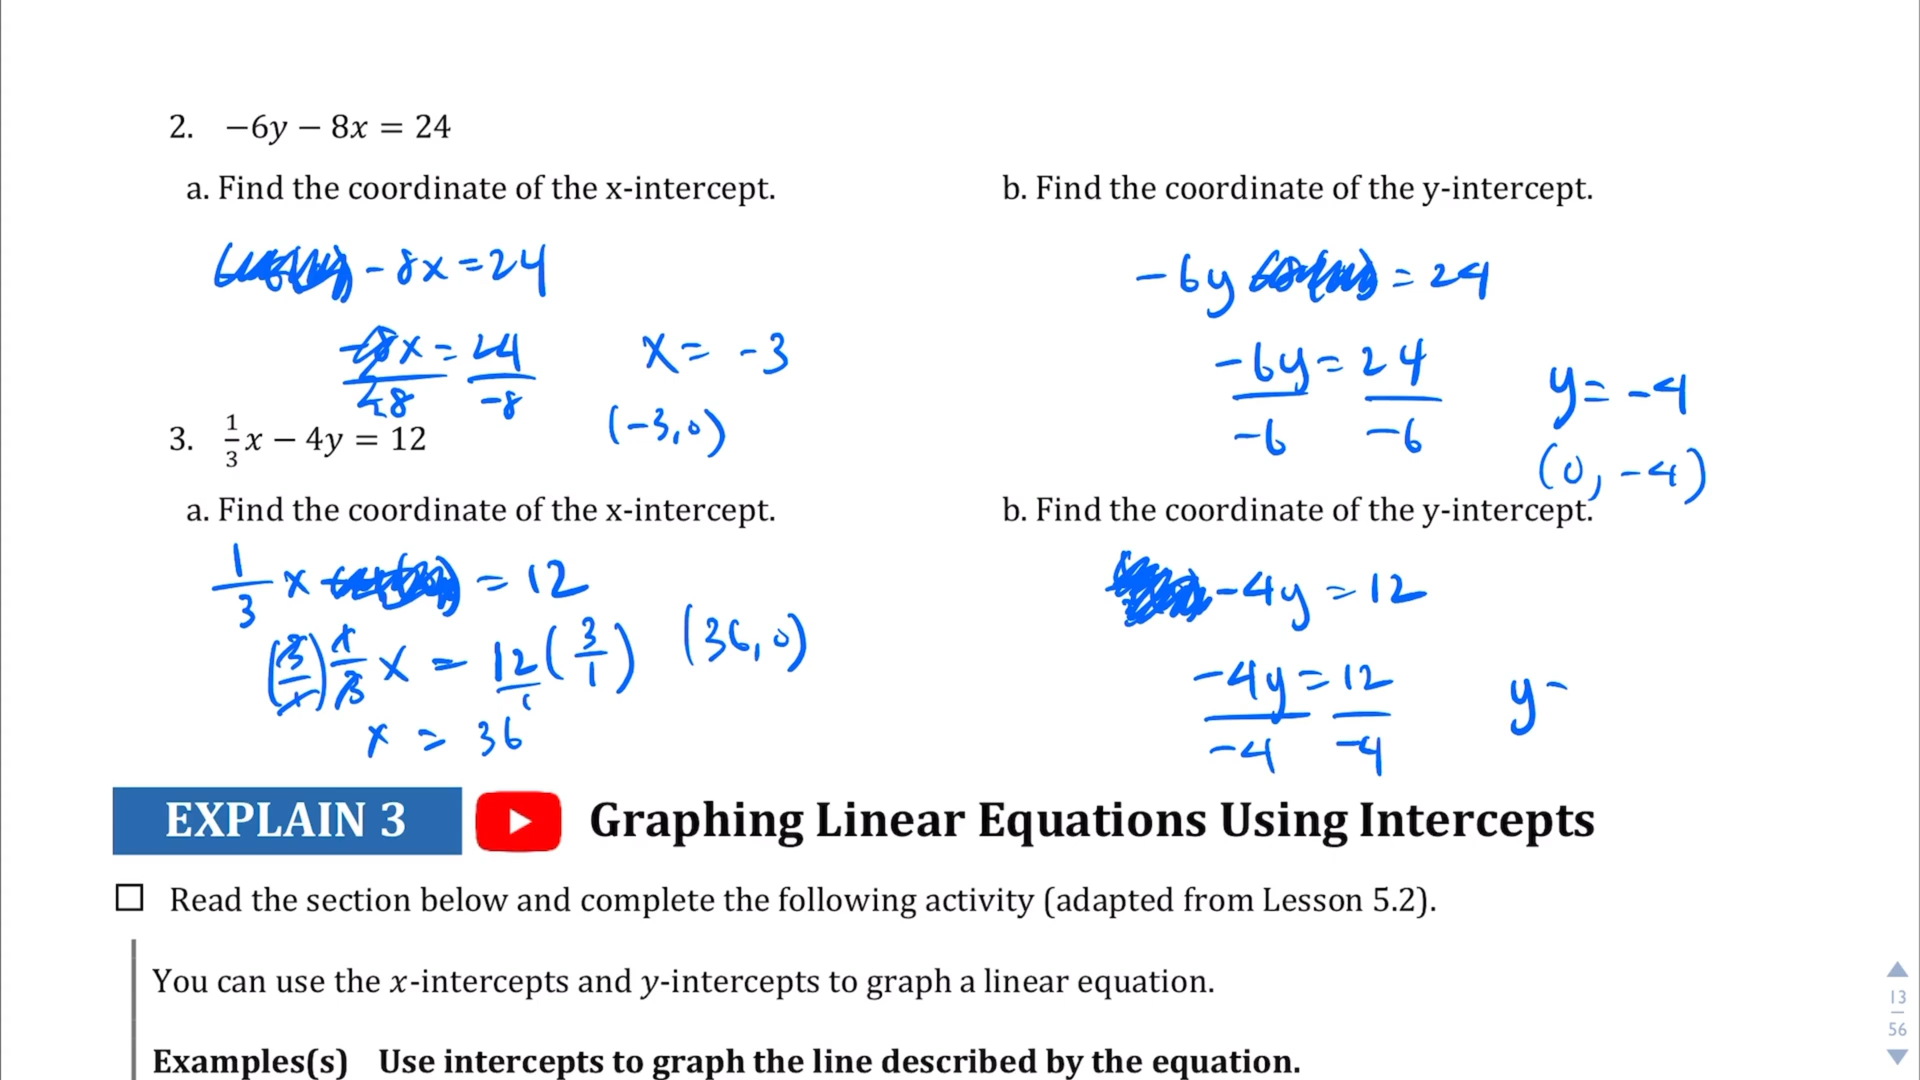 2. −6y − 8x = 24
a. Find the coordinate of the x-intercept.
b. Find the coordinate of the y-intercept.
- 8x = 24
-6y = 24
-8x = 24
-8 -8
x = -3
(-3,0)
-6y = 24
-6 -6
y = -4
(0, -4)
3. 1/3 x − 4y = 12
a. Find the coordinate of the x-intercept.
b. Find the coordinate of the y-intercept.
1/3 x = 12
(3/1) 1/3 x = 12/1 (3/1)
(36,0)
x = 36
-4y = 12
-4y = 12
-4 -4
y -
EXPLAIN 3 Graphing Linear Equations Using Intercepts
☐ Read the section below and complete the following activity (adapted from Lesson 5.2).
You can use the x-intercepts and y-intercepts to graph a linear equation.
Examples(s) Use intercepts to graph the line described by the equation.
13
56